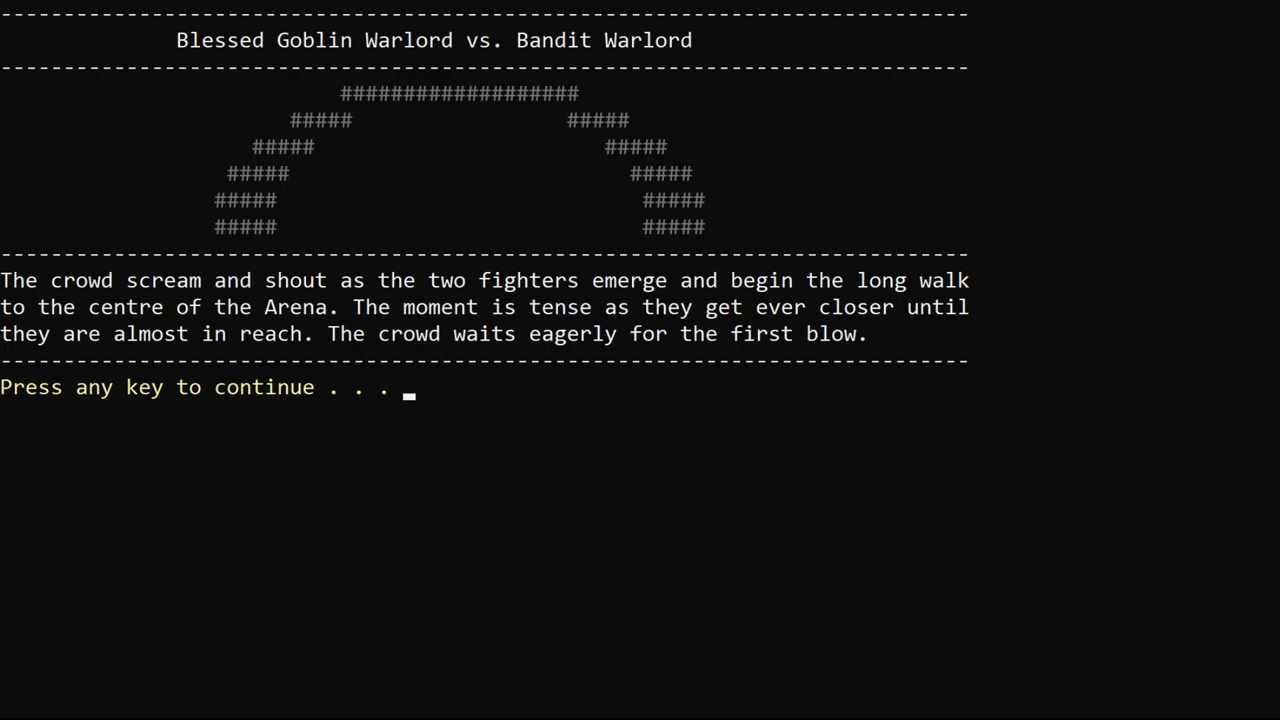 -----------------------------------------------------------------------------
Blessed Goblin Warlord vs. Bandit Warlord
-----------------------------------------------------------------------------
###################
##### #####
##### #####
##### #####
##### #####
##### #####
-----------------------------------------------------------------------------
The crowd scream and shout as the two fighters emerge and begin the long walk
to the centre of the Arena. The moment is tense as they get ever closer until
they are almost in reach. The crowd waits eagerly for the first blow.
-----------------------------------------------------------------------------
Press any key to continue . . .